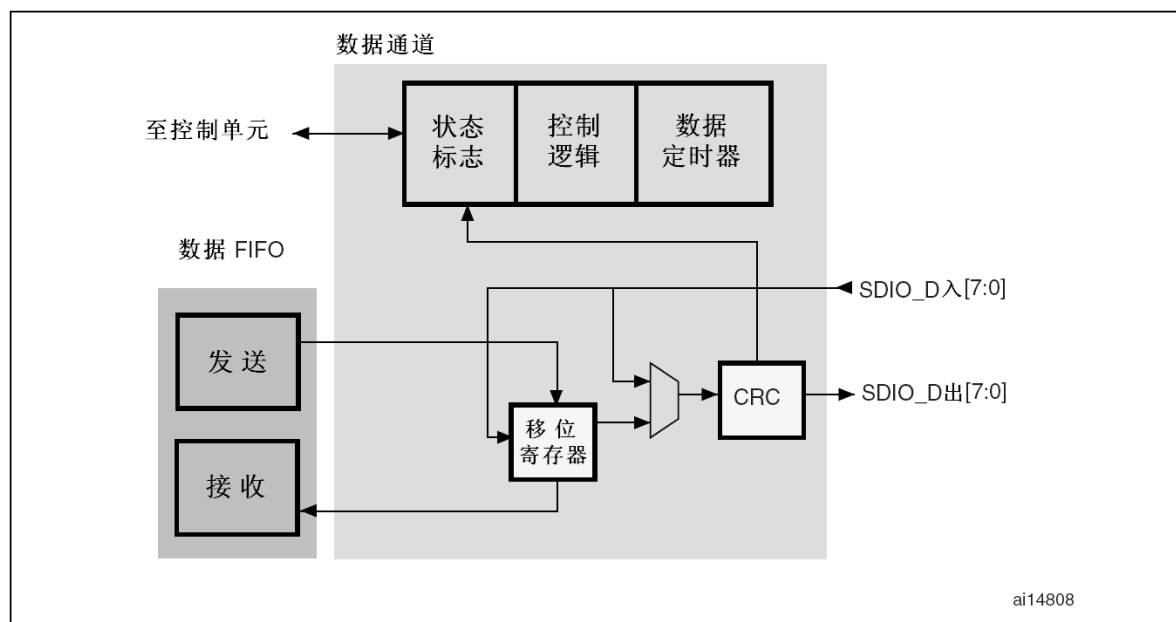 数据通道
至控制单元
状态
标志
控制
逻辑
数据
定时器
数据 FIFO
SDIO_D入[7:0]
发 送
CRC
SDIO_D出[7:0]
移 位
寄存器
接 收
ai14808